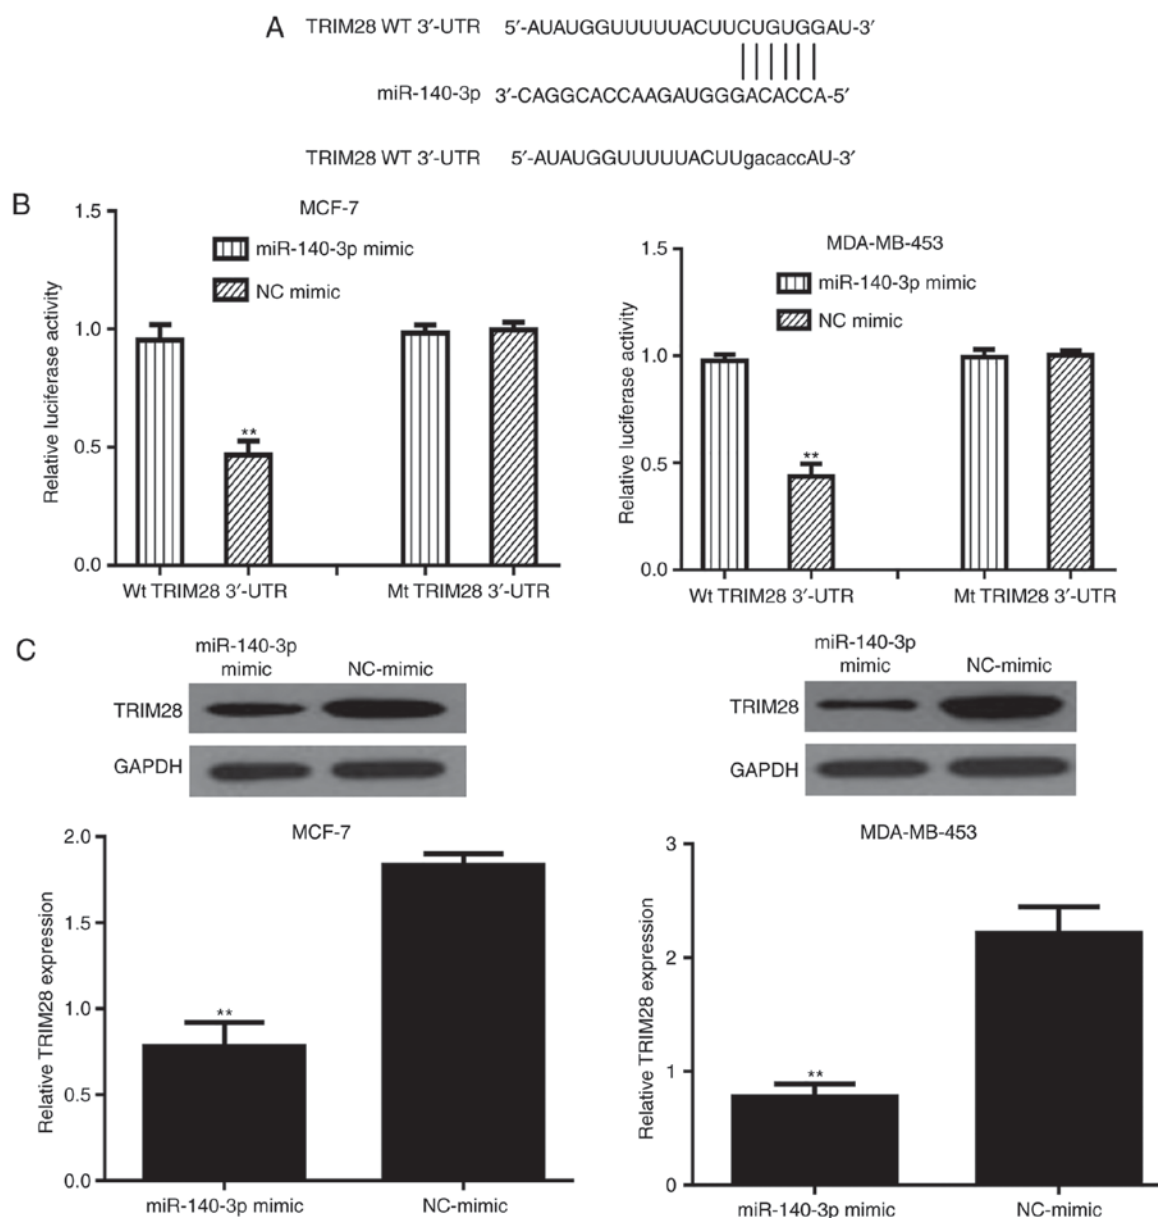 A
TRIM28 WT 3′-UTR 5′-AUAUGGUUUUUACUUCUGUGGAU-3′
miR-140-3p 3′-CAGGCACCAAGAUGGGACACCA-5′
TRIM28 WT 3′-UTR 5′-AUAUGGUUUUUACUUgacaccAU-3′
B
MCF-7
miR-140-3p mimic
NC mimic
Relative luciferase activity
1.5
1.0
0.5
0.0
**
Wt TRIM28 3′-UTR
Mt TRIM28 3′-UTR
MDA-MB-453
miR-140-3p mimic
NC mimic
Relative luciferase activity
1.5
1.0
0.5
0.0
**
Wt TRIM28 3′-UTR
Mt TRIM28 3′-UTR
C
miR-140-3p
mimic
NC-mimic
TRIM28
GAPDH
MCF-7
Relative TRIM28 expression
2.0
1.5
1.0
0.5
0.0
**
miR-140-3p mimic
NC-mimic
miR-140-3p
mimic
NC-mimic
TRIM28
GAPDH
MDA-MB-453
Relative TRIM28 expression
3
2
1
0
**
miR-140-3p mimic
NC-mimic